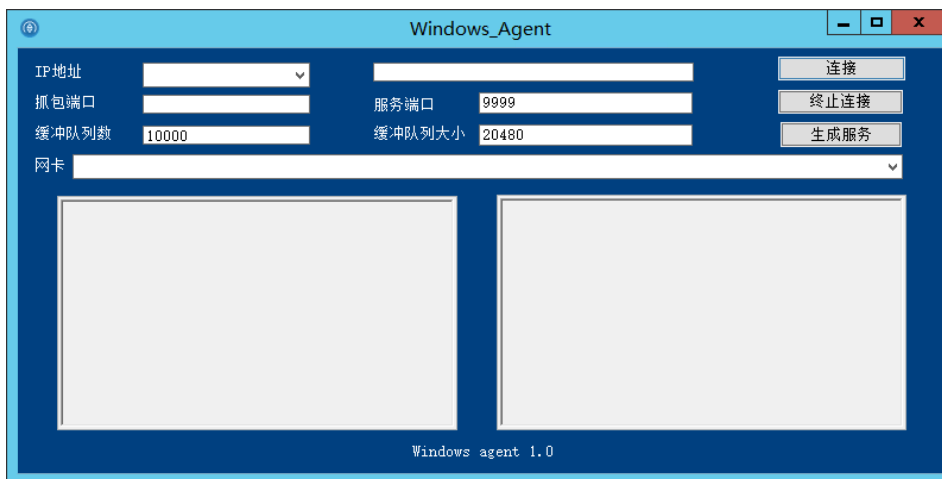 Windows_Agent
IP地址 连接
抓包端口 服务端口 9999 终止连接
缓冲队列数 10000 缓冲队列大小 20480 生成服务
网卡
Windows agent 1.0